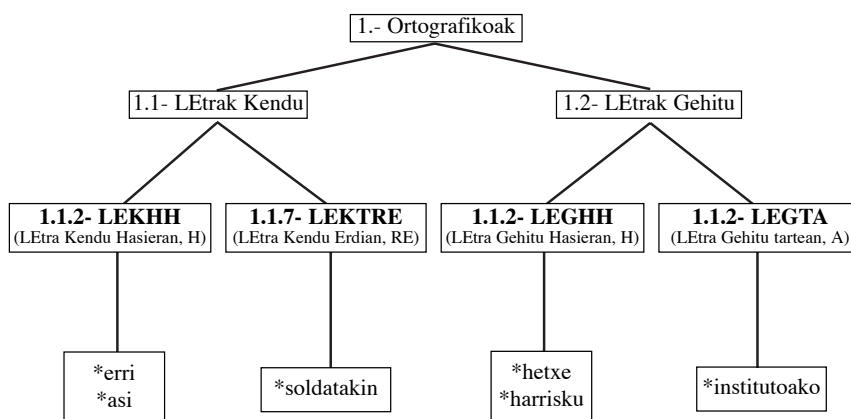 1.- Ortografikoak
1.1- LEtrak Kendu
1.2- LEtrak Gehitu
1.1.2- LEKHH
(LEtra Kendu Hasieran, H)
1.1.7- LEKTRE
(LEtra Kendu Erdian, RE)
1.1.2- LEGHH
(LEtra Gehitu Hasieran, H)
1.1.2- LEGTA
(LEtra Gehitu tartean, A)
*erri
*asi
*soldatakin
*hetxe
*harrisku
*institutoako